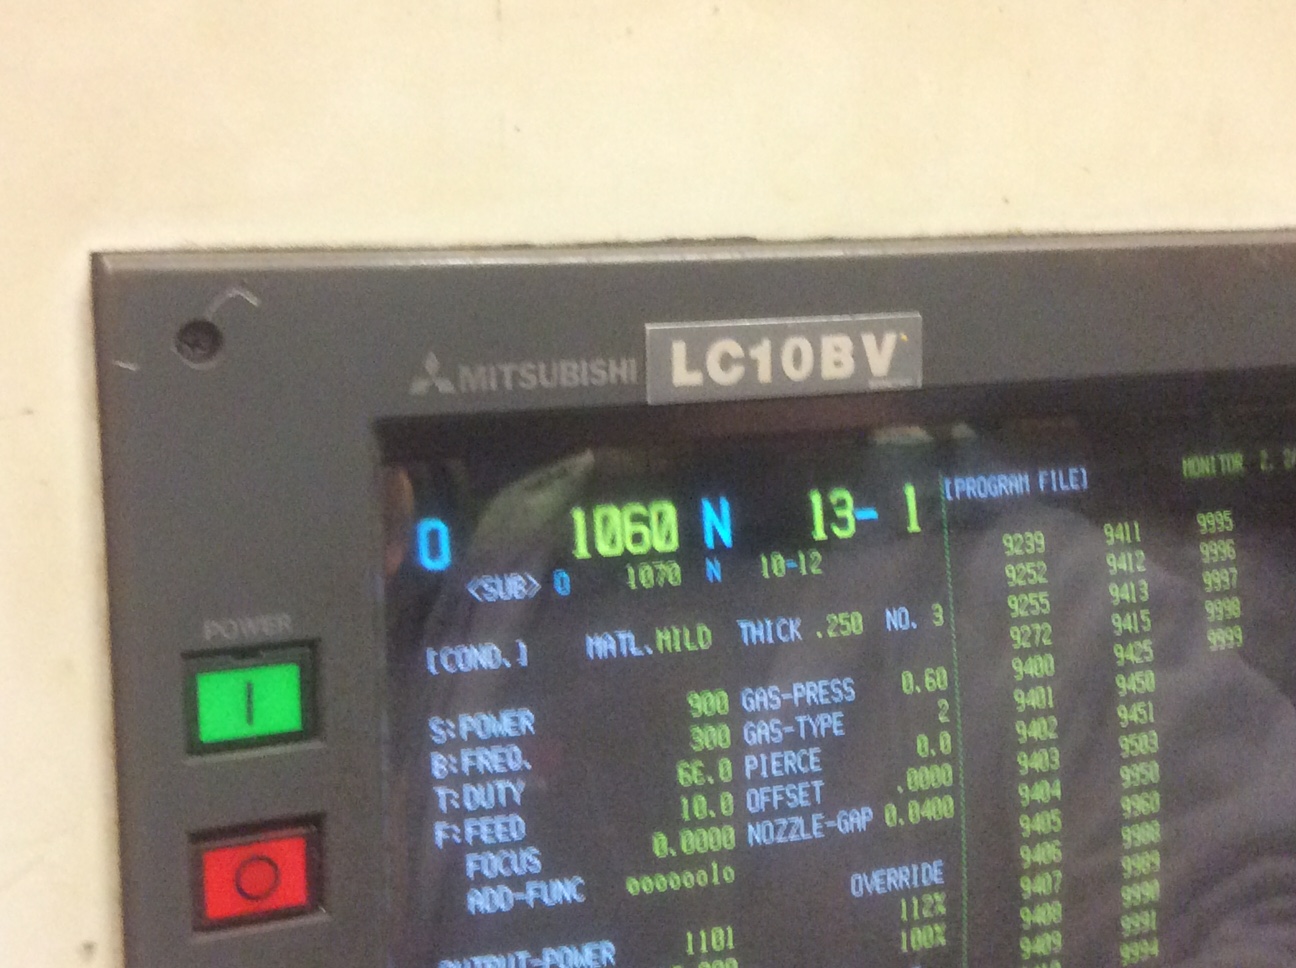 MITSUBISHI LC10BV
POWER
O 1060 N 13- 1
<SUB> O 1070 N 10-12
[COND.] MATL.MILD THICK .250 NO. 3
S:POWER 900 GAS-PRESS 0.60
B:FREQ. 300 GAS-TYPE 2
T:DUTY 66.0 PIERCE 0.0
F:FEED 10.0 OFFSET .0000
FOCUS 0.0000 NOZZLE-GAP 0.0400
ADD-FUNC 00000010
OVERRIDE
OUTPUT-POWER 1101 112%
100%
[PROGRAM FILE] MONITOR
9239 9411 9995
9252 9412 9996
9255 9413 9997
9272 9415 9998
9400 9425 9999
9401 9450
9402 9451
9403 9503
9404 9950
9405 9960
9406 9980
9407 9989
9408 9990
9409 9991
9994